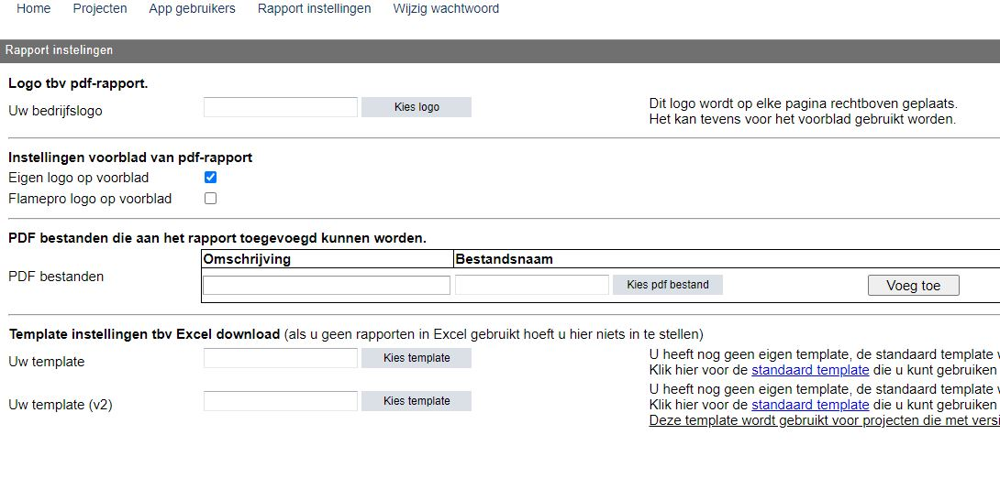 Home Projecten App gebruikers Rapport instellingen Wijzig wachtwoord
Rapport instelingen
Logo tbv pdf-rapport.
Uw bedrijfslogo Kies logo Dit logo wordt op elke pagina rechtboven geplaats.
Het kan tevens voor het voorblad gebruikt worden.
Instellingen voorblad van pdf-rapport
Eigen logo op voorblad
Flamepro logo op voorblad
PDF bestanden die aan het rapport toegevoegd kunnen worden.
Omschrijving Bestandsnaam
PDF bestanden Kies pdf bestand Voeg toe
Template instellingen tbv Excel download (als u geen rapporten in Excel gebruikt hoeft u hier niets in te stellen)
Uw template Kies template U heeft nog geen eigen template, de standaard template
Klik hier voor de standaard template die u kunt gebruiken
Uw template (v2) Kies template U heeft nog geen eigen template, de standaard template
Klik hier voor de standaard template die u kunt gebruiken
Deze template wordt gebruikt voor projecten die met versi